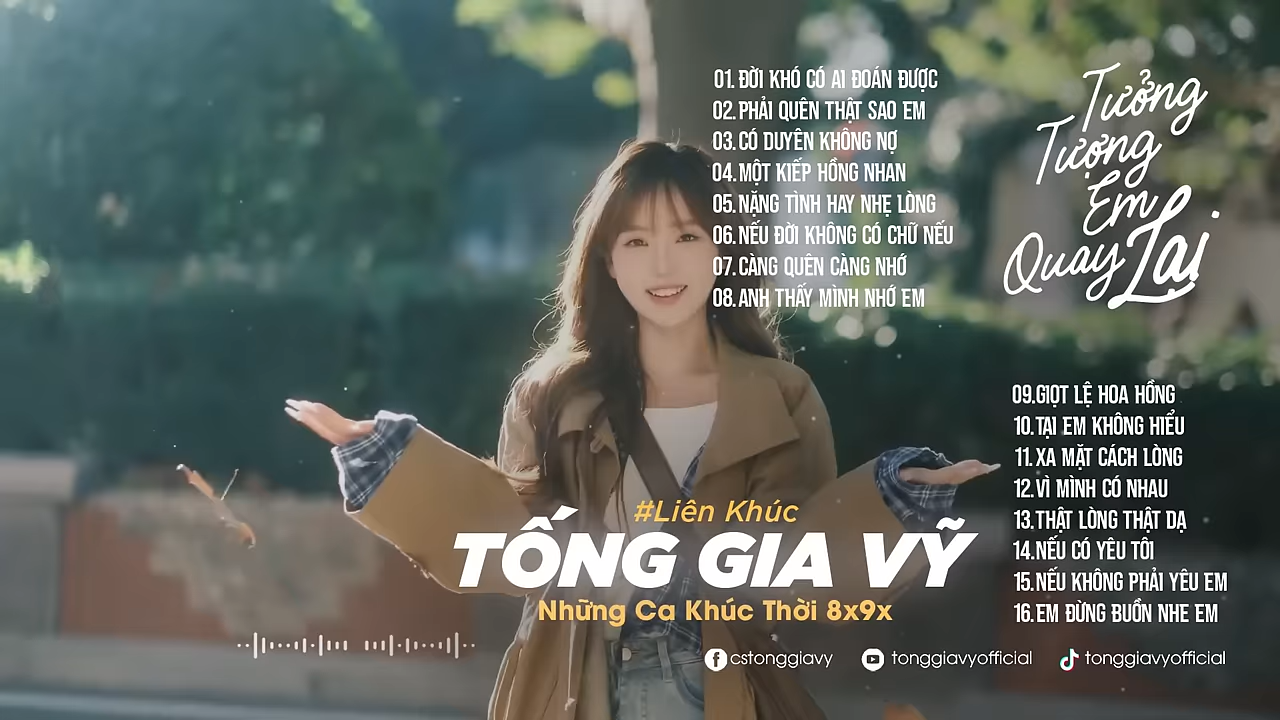 01. ĐỜI KHÓ CÓ AI ĐOÁN ĐƯỢC
02. PHẢI QUÊN THẬT SAO EM
03. CÓ DUYÊN KHÔNG NỢ
04. MỘT KIẾP HỒNG NHAN
05. NẶNG TÌNH HAY NHẸ LÒNG
06. NẾU ĐỜI KHÔNG CÓ CHỮ NẾU
07. CÀNG QUÊN CÀNG NHỚ
08. ANH THẤY MÌNH NHỚ EM
Tưởng
Tượng
Em
Quay Lại
09. GIỌT LỆ HOA HỒNG
10. TẠI EM KHÔNG HIỂU
11. XA MẶT CÁCH LÒNG
12. VÌ MÌNH CÓ NHAU
13. THẬT LÒNG THẬT DẠ
14. NẾU CÓ YÊU TÔI
15. NẾU KHÔNG PHẢI YÊU EM
16. EM ĐỪNG BUỒN NHE EM
#Liên Khúc
TỐNG GIA VỸ
Những Ca Khúc Thời 8x9x
cstonggiavy
tonggiavyofficial
tonggiavyofficial